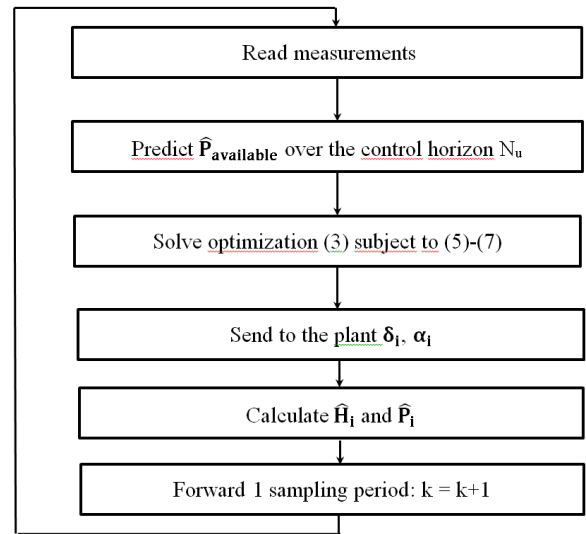 Read measurements
Predict P̂available over the control horizon Nu
Solve optimization (3) subject to (5)-(7)
Send to the plant δi, αi
Calculate Ĥi and P̂i
Forward 1 sampling period: k = k+1